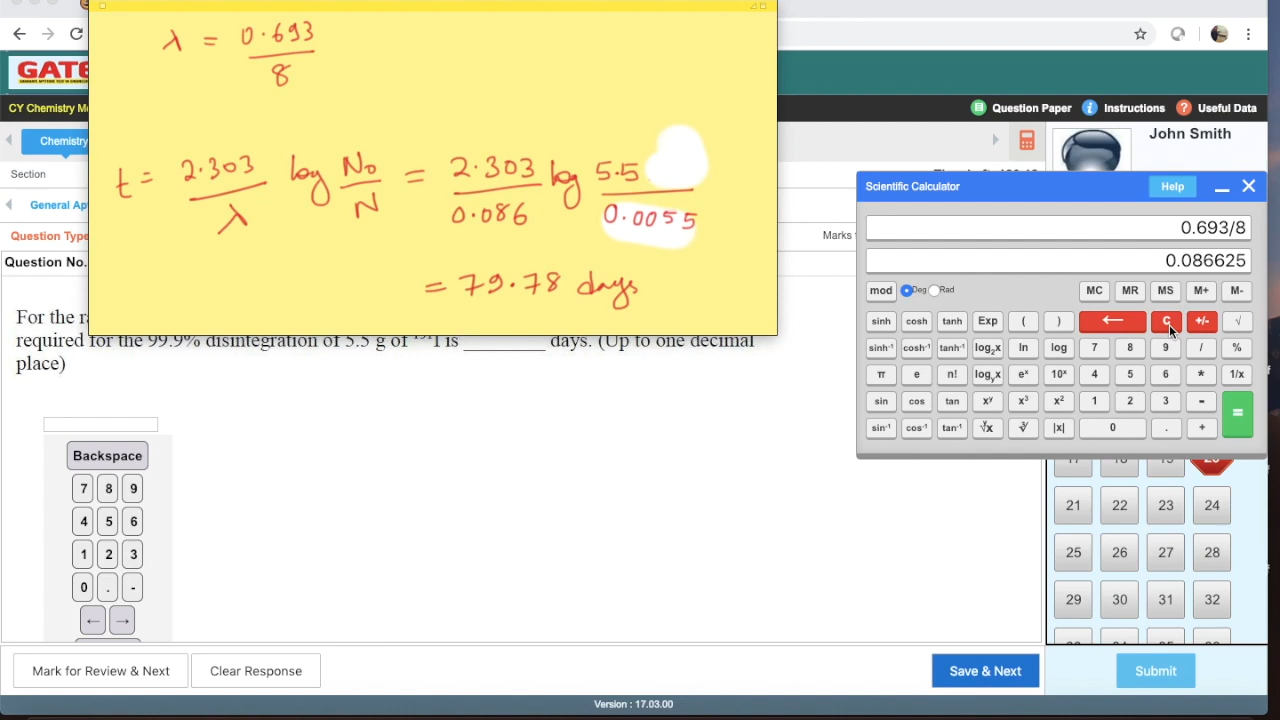 λ = 0.693
8
t = 2.303 log No = 2.303 log 5.5
λ N 0.086 0.0055
= 79.78 days
GATE
CY Chemistry
Question Paper
Instructions
Useful Data
Chemistry
John Smith
Section
General
Question Type
Marks
Question No.
For the
required for the 99.9% disintegration of 5.5 g of is ________ days. (Up to one decimal
place)
Scientific Calculator
Help
0.693/8
0.086625
mod Deg Rad MC MR MS M+ M-
sinh cosh tanh Exp ( ) ← C +/- √
sinh⁻¹ cosh⁻¹ tanh⁻¹ log₂x ln log 7 8 9 / %
π e n! logᵧx eˣ 10ˣ 4 5 6 * 1/x
sin cos tan xʸ x³ x² 1 2 3 - =
sin⁻¹ cos⁻¹ tan⁻¹ ʸ√x ∛ |x| 0 . +
Backspace
7 8 9
4 5 6
1 2 3
0 . -
← →
21 22 23 24
25 26 27 28
29 30 31 32
Mark for Review & Next
Clear Response
Save & Next
Submit
Version : 17.03.00